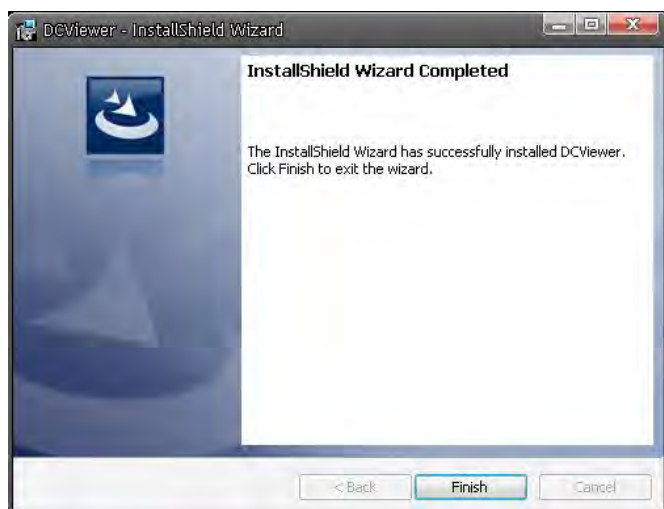 DCViewer - InstallShield Wizard
InstallShield Wizard Completed
The InstallShield Wizard has successfully installed DCViewer.
Click Finish to exit the wizard.
< Back
Finish
Cancel